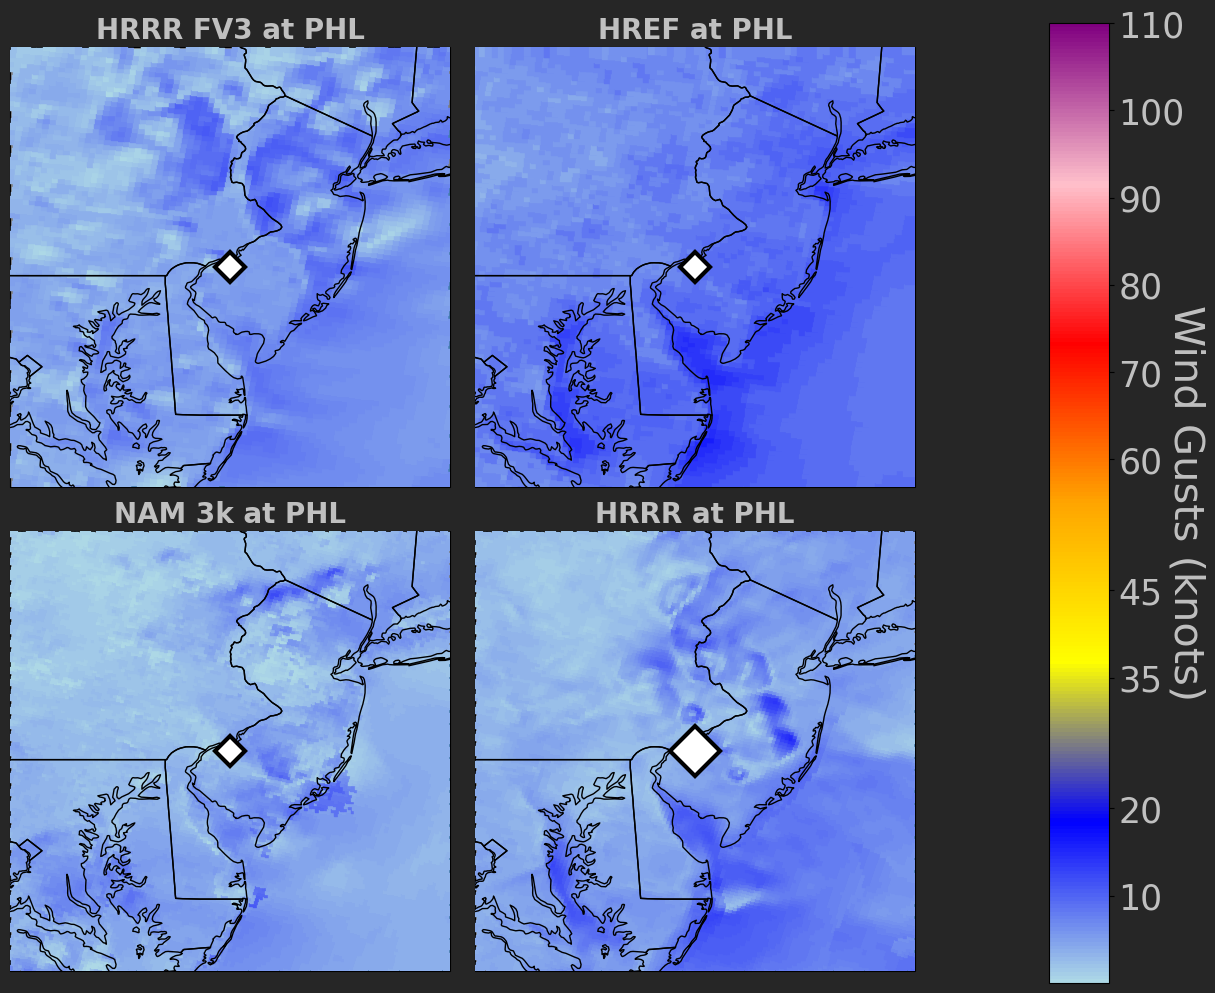 HRRR FV3 at PHL
HREF at PHL
NAM 3k at PHL
HRRR at PHL
110
100
90
80
70
60
45
35
20
10
Wind Gusts (knots)